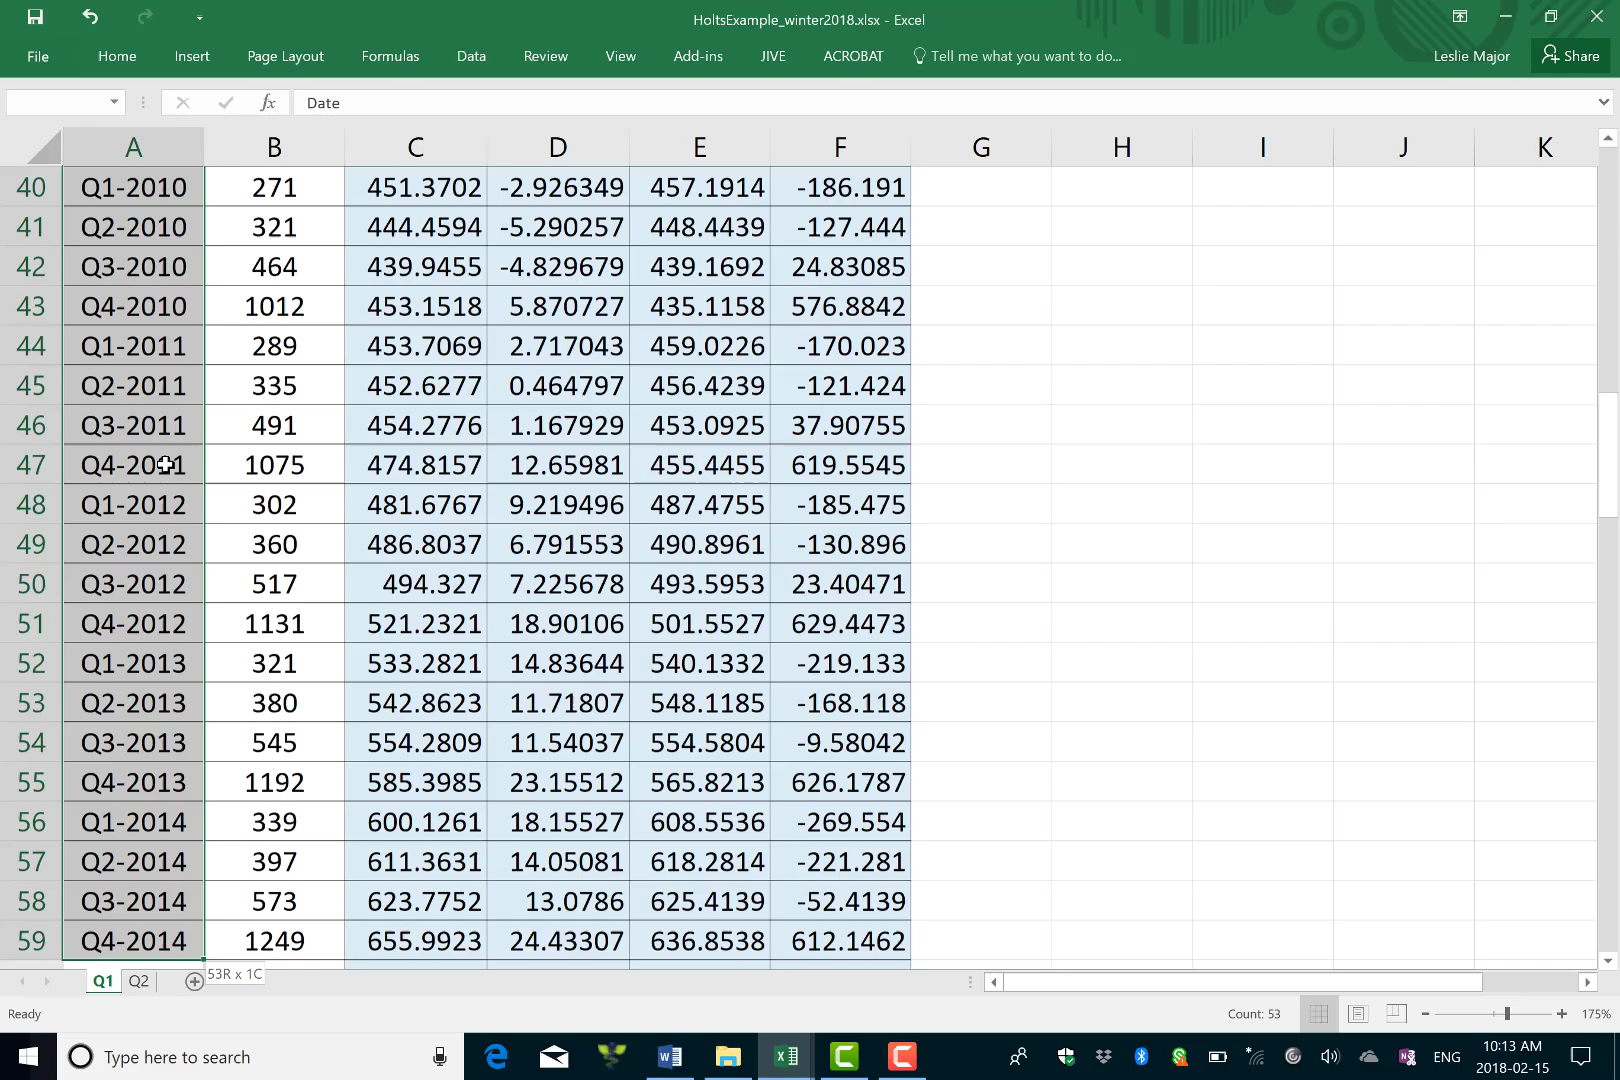 HoltsExample_winter2018.xlsx - Excel
File Home Insert Page Layout Formulas Data Review View Add-ins JIVE ACROBAT Tell me what you want to do... Leslie Major Share
fx Date
A B C D E F G H I J K
40 Q1-2010 271 451.3702 -2.926349 457.1914 -186.191
41 Q2-2010 321 444.4594 -5.290257 448.4439 -127.444
42 Q3-2010 464 439.9455 -4.829679 439.1692 24.83085
43 Q4-2010 1012 453.1518 5.870727 435.1158 576.8842
44 Q1-2011 289 453.7069 2.717043 459.0226 -170.023
45 Q2-2011 335 452.6277 0.464797 456.4239 -121.424
46 Q3-2011 491 454.2776 1.167929 453.0925 37.90755
47 Q4-2011 1075 474.8157 12.65981 455.4455 619.5545
48 Q1-2012 302 481.6767 9.219496 487.4755 -185.475
49 Q2-2012 360 486.8037 6.791553 490.8961 -130.896
50 Q3-2012 517 494.327 7.225678 493.5953 23.40471
51 Q4-2012 1131 521.2321 18.90106 501.5527 629.4473
52 Q1-2013 321 533.2821 14.83644 540.1332 -219.133
53 Q2-2013 380 542.8623 11.71807 548.1185 -168.118
54 Q3-2013 545 554.2809 11.54037 554.5804 -9.58042
55 Q4-2013 1192 585.3985 23.15512 565.8213 626.1787
56 Q1-2014 339 600.1261 18.15527 608.5536 -269.554
57 Q2-2014 397 611.3631 14.05081 618.2814 -221.281
58 Q3-2014 573 623.7752 13.0786 625.4139 -52.4139
59 Q4-2014 1249 655.9923 24.43307 636.8538 612.1462
Q1 Q2 53R x 1C
Ready Count: 53 175%
Type here to search ENG 10:13 AM
2018-02-15